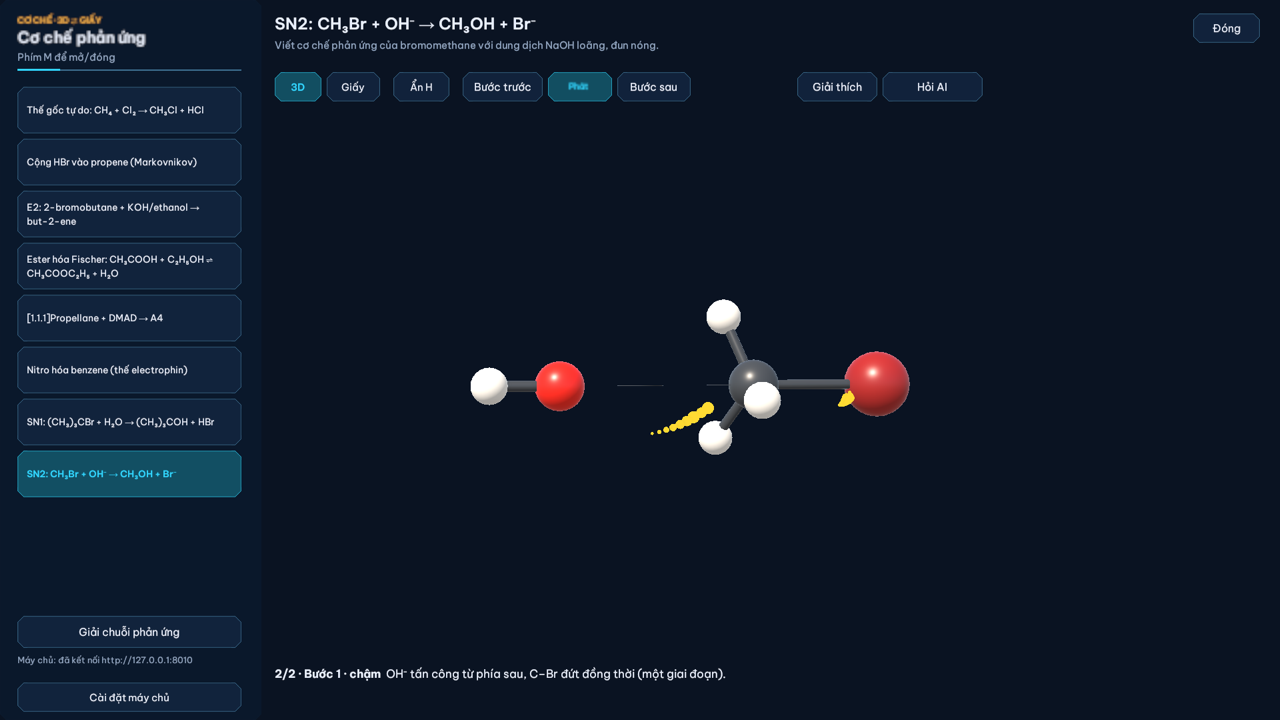 CƠ CHẾ · 3D ⇌ GIẤY
Cơ chế phản ứng
Phím M để mở/đóng
Thế gốc tự do: CH₄ + Cl₂ → CH₃Cl + HCl
Cộng HBr vào propene (Markovnikov)
E2: 2-bromobutane + KOH/ethanol →
but-2-ene
Ester hóa Fischer: CH₃COOH + C₂H₅OH ⇌
CH₃COOC₂H₅ + H₂O
[1.1.1]Propellane + DMAD → A4
Nitro hóa benzene (thế electrophin)
SN1: (CH₃)₃CBr + H₂O → (CH₃)₃COH + HBr
SN2: CH₃Br + OH⁻ → CH₃OH + Br⁻
Giải chuỗi phản ứng
Máy chủ: đã kết nối http://127.0.0.1:8010
Cài đặt máy chủ
SN2: CH₃Br + OH⁻ → CH₃OH + Br⁻
Viết cơ chế phản ứng của bromomethane với dung dịch NaOH loãng, đun nóng.
Đóng
3D Giấy Ẩn H Bước trước Phát Bước sau Giải thích Hỏi AI
2/2 · Bước 1 · chậm OH⁻ tấn công từ phía sau, C–Br đứt đồng thời (một giai đoạn).